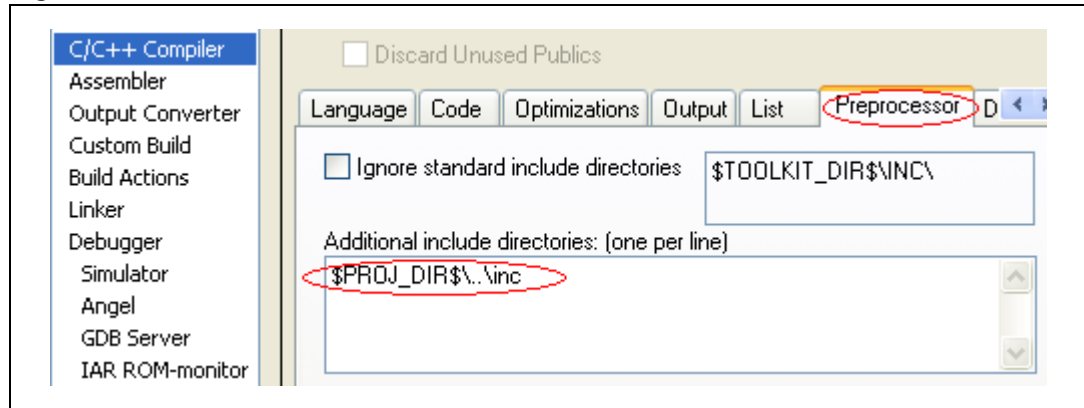 C/C++ Compiler
Assembler
Output Converter
Custom Build
Build Actions
Linker
Debugger
Simulator
Angel
GDB Server
IAR ROM-monitor
Discard Unused Publics
Language Code Optimizations Output List Preprocessor D
Ignore standard include directories $TOOLKIT_DIR$\INC\
Additional include directories: (one per line)
$PROJ_DIR$\..\inc